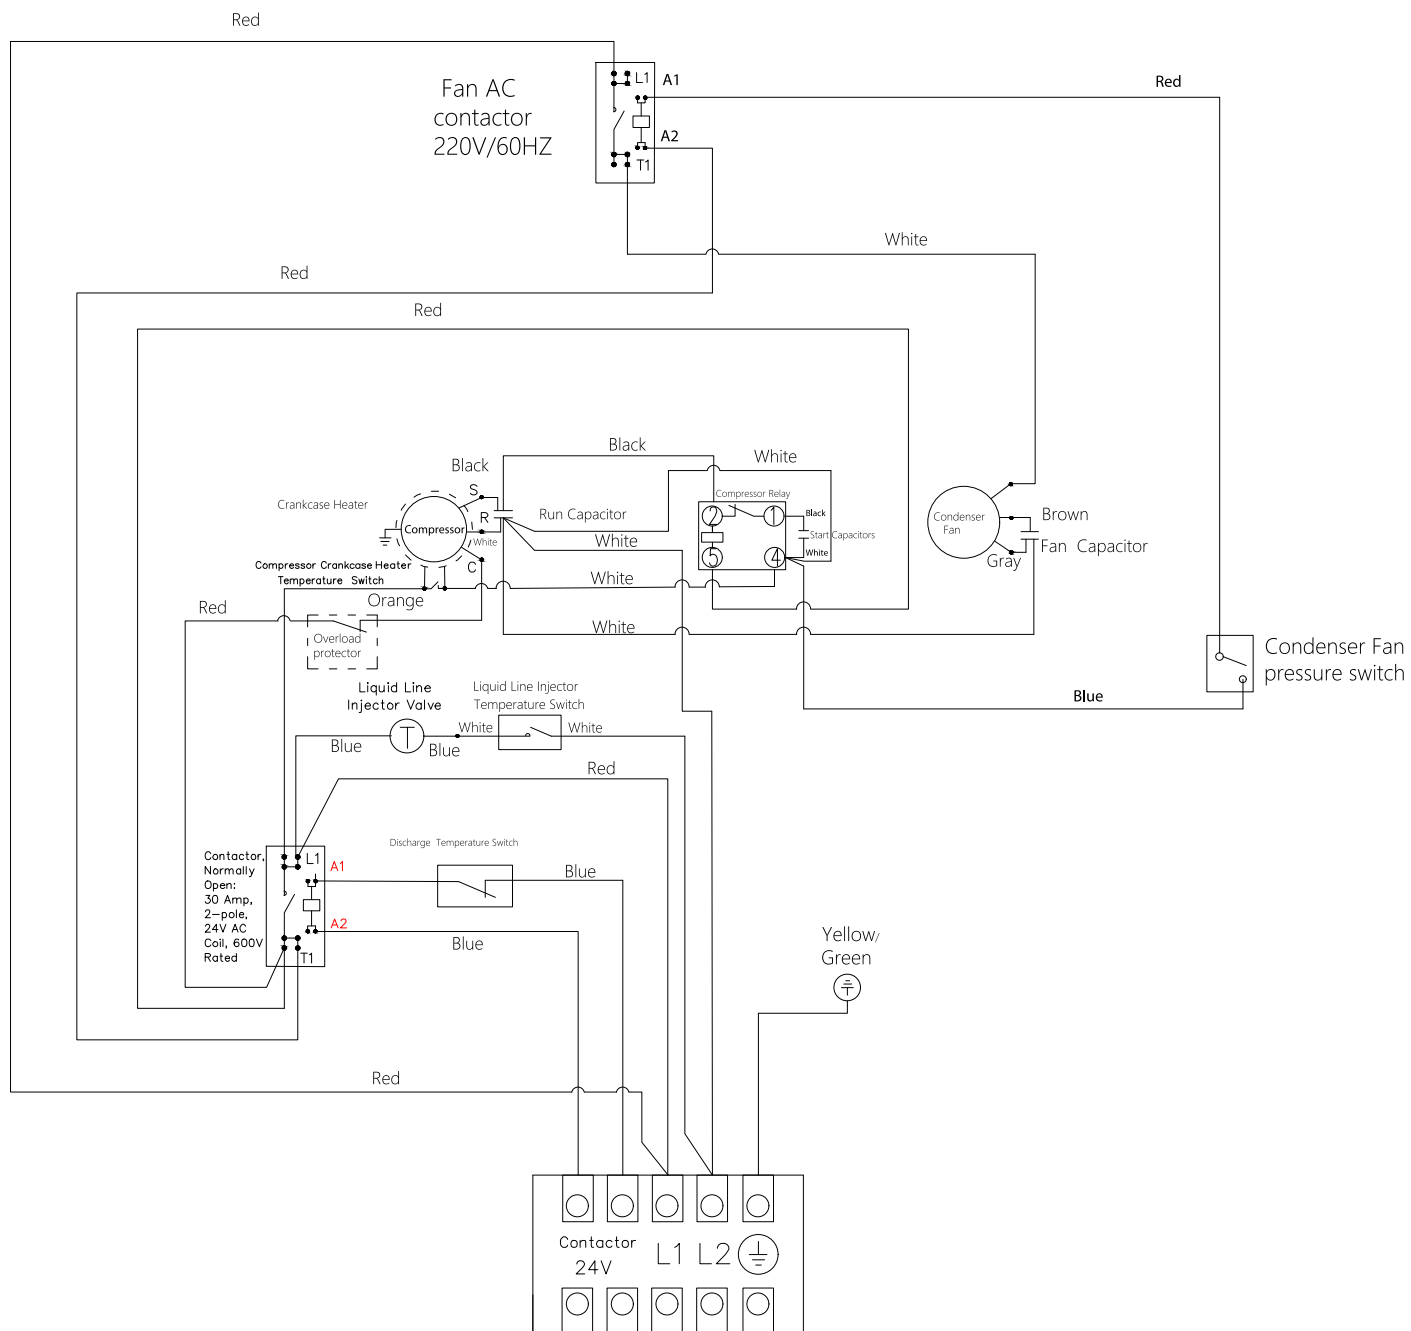 Red
Fan AC
contactor
220V/60HZ
L1
A1
A2
T1
Red
White
Red
Red
Black
White
Black
Crankcase Heater
S
R
White
C
Compressor
Run Capacitor
White
Compressor Relay
2
1
5
4
Black
Start Capacitors
White
Condenser
Fan
Brown
Fan Capacitor
Gray
Compressor Crankcase Heater
Temperature Switch
White
Orange
Red
Overload
protector
White
Condenser Fan
pressure switch
Blue
Liquid Line
Injector Valve
Liquid Line Injector
Temperature Switch
T
Blue
Blue
White
White
Red
Contactor,
Normally
Open:
30 Amp,
2-pole,
24V AC
Coil, 600V
Rated
L1
A1
A2
T1
Discharge Temperature Switch
Blue
Blue
Yellow/
Green
Red
Contactor
24V
L1
L2